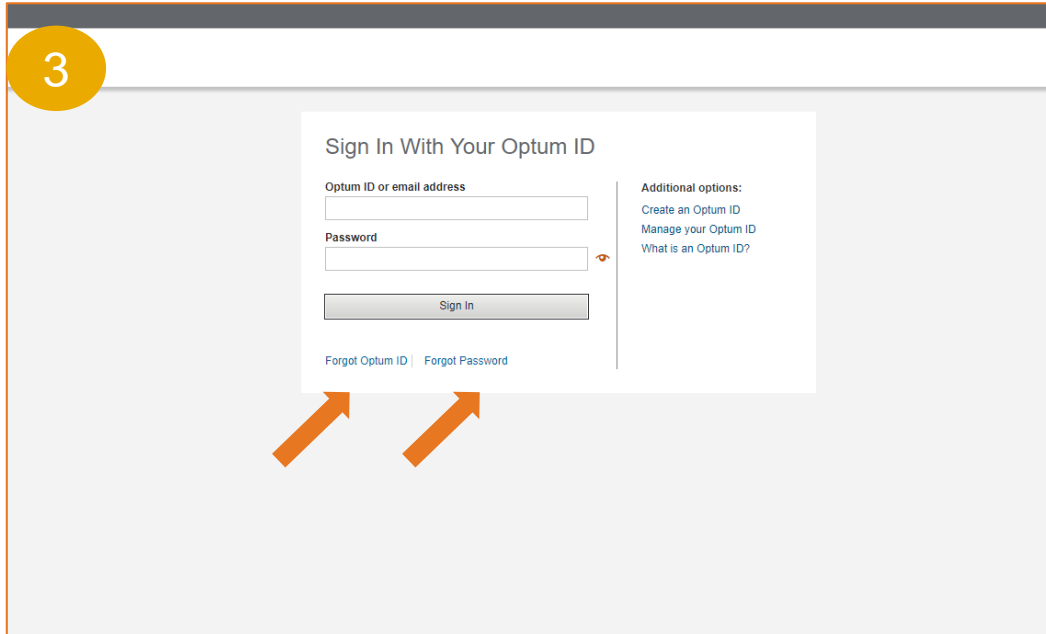 3
Sign In With Your Optum ID
Optum ID or email address
Password
Sign In
Forgot Optum ID
Forgot Password
Additional options:
Create an Optum ID
Manage your Optum ID
What is an Optum ID?